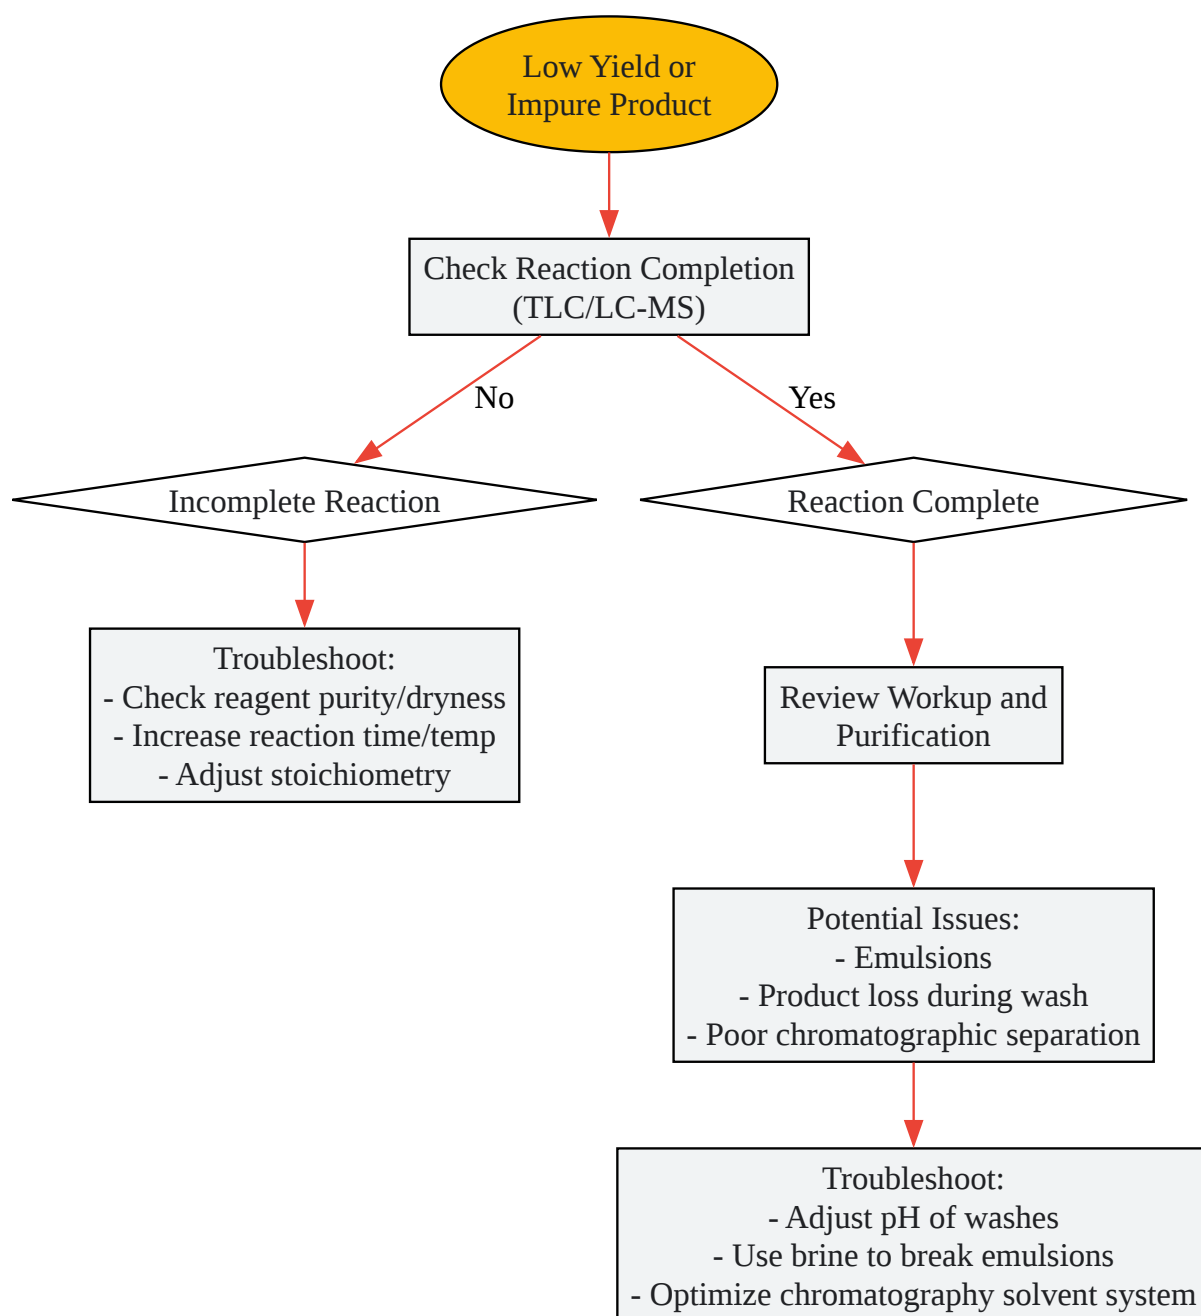 Low Yield or
Impure Product
Check Reaction Completion
(TLC/LC-MS)
No
Yes
Incomplete Reaction
Reaction Complete
Troubleshoot:
- Check reagent purity/dryness
- Increase reaction time/temp
- Adjust stoichiometry
Review Workup and
Purification
Potential Issues:
- Emulsions
- Product loss during wash
- Poor chromatographic separation
Troubleshoot:
- Adjust pH of washes
- Use brine to break emulsions
- Optimize chromatography solvent system